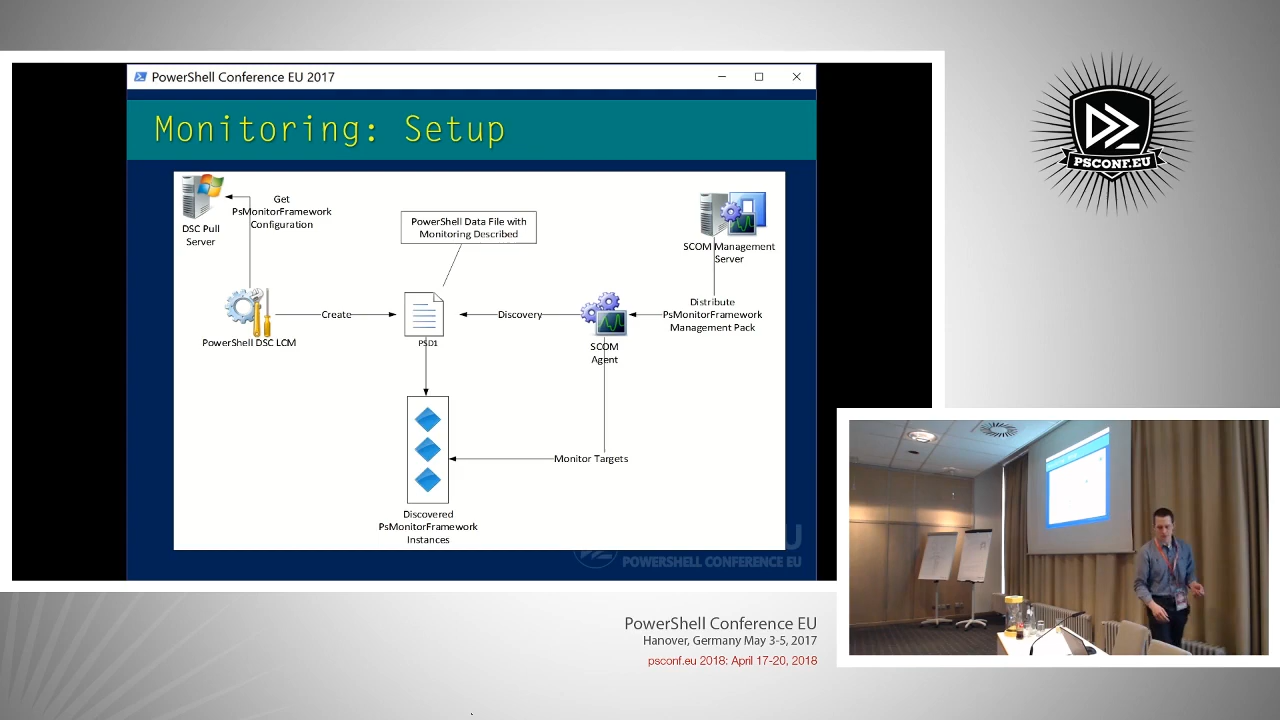 PowerShell Conference EU 2017
Monitoring: Setup
DSC Pull
Server
Get
PsMonitorFramework
Configuration
PowerShell Data File with
Monitoring Described
SCOM Management
Server
Distribute
PsMonitorFramework
Management Pack
PowerShell DSC LCM
Create
PSD1
Discovery
SCOM
Agent
Monitor Targets
Discovered
PsMonitorFramework
Instances
POWERSHELL CONFERENCE EU
PSCONF.EU
PowerShell Conference EU
Hanover, Germany May 3-5, 2017
psconf.eu 2018: April 17-20, 2018